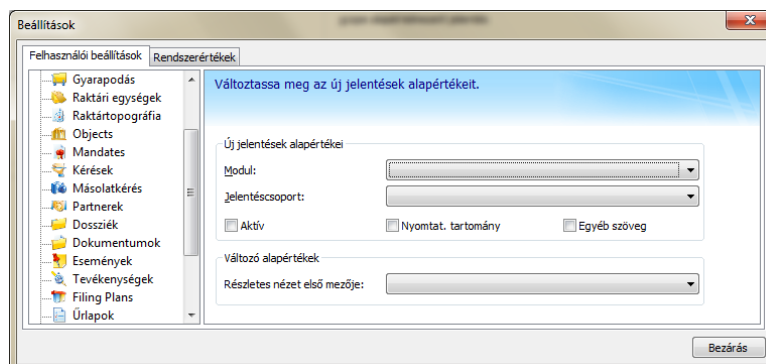 Beállítások
Felhasználói beállítások
Rendszerértékek
Gyarapodás
Raktári egységek
Raktártopográfia
Objects
Mandates
Kérések
Másolatkérés
Partnerek
Dossziék
Dokumentumok
Események
Tevékenységek
Filing Plans
Űrlapok
Változtassa meg az új jelentések alapértékeit.
Új jelentések alapértékei
Modul:
Jelentéscsoport:
Aktív
Nyomtat. tartomány
Egyéb szöveg
Változó alapértékek
Részletes nézet első mezője:
Bezárás